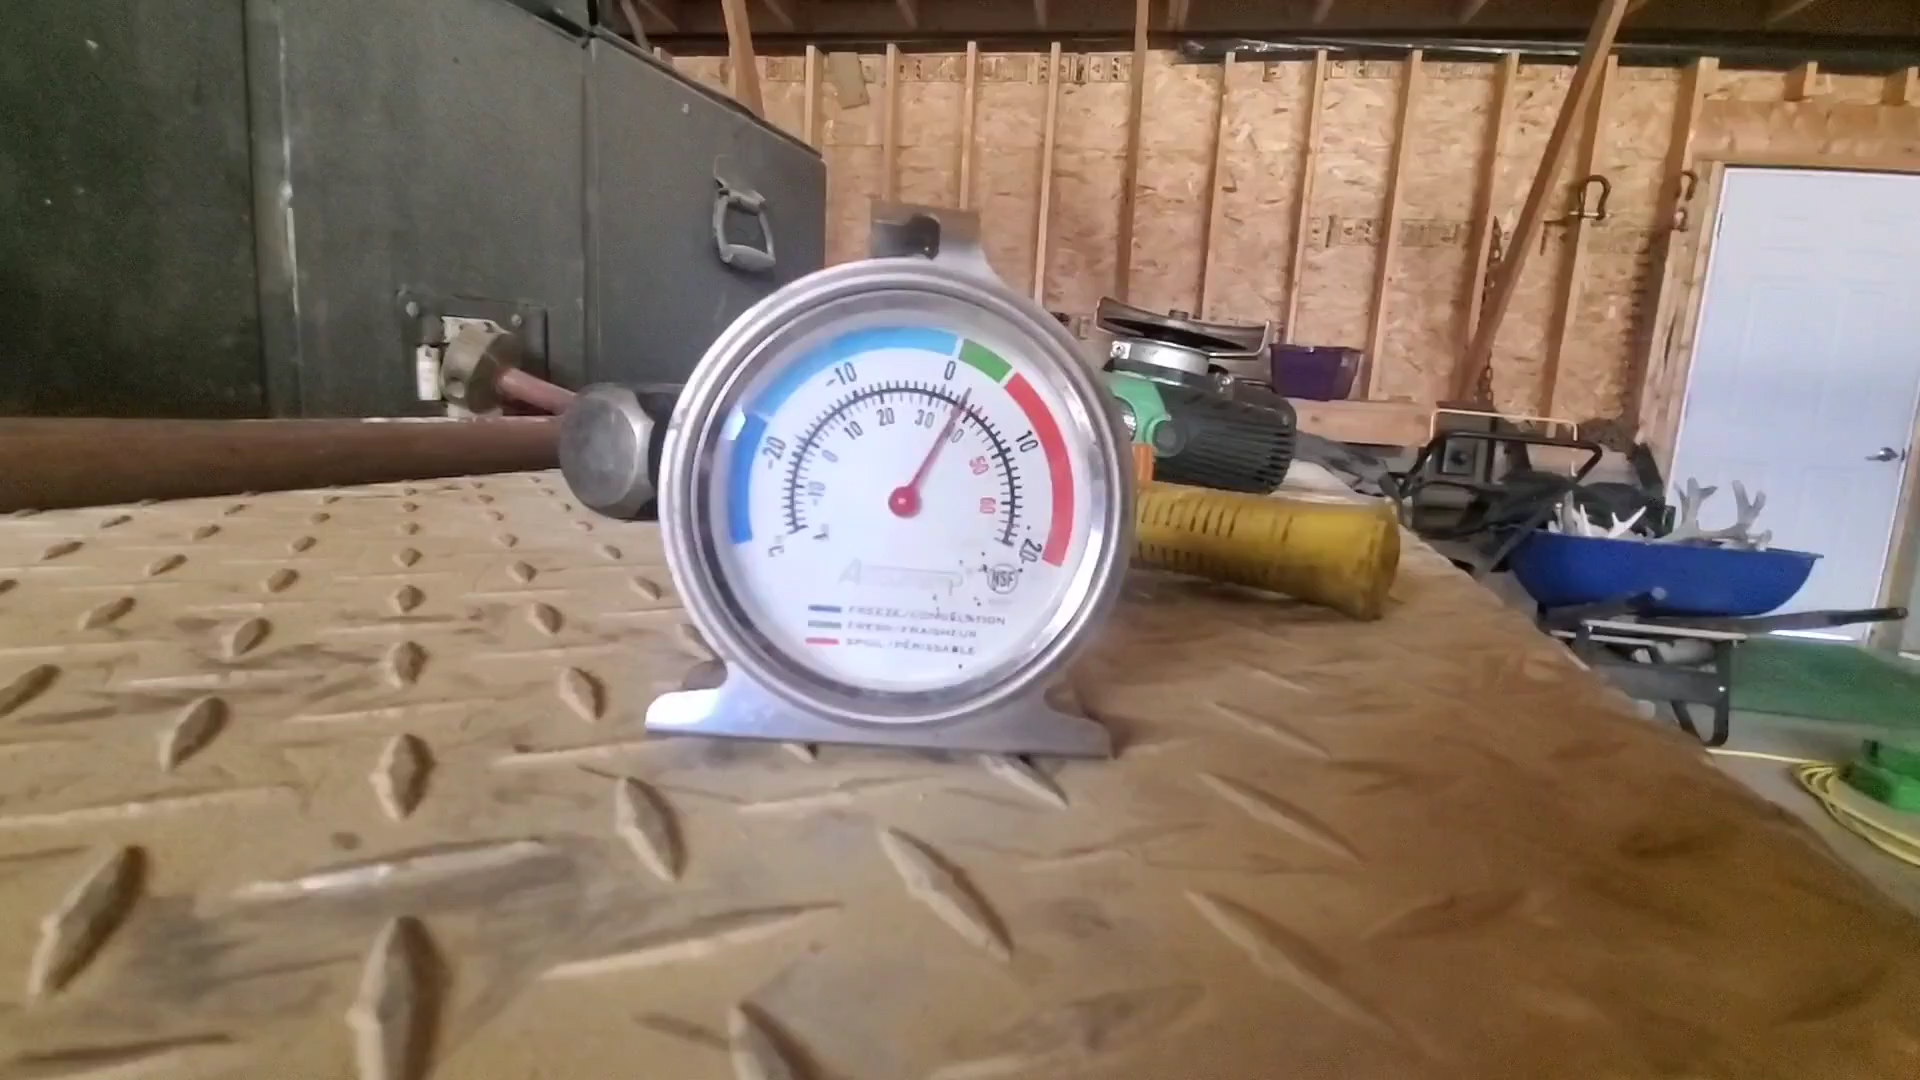 -10 0
-20 10
20
10 20 30 40
0 50
-10 60
°C °F
NSF
FREEZE/CONGELATION
FRESH/FRAICHEUR
SPOIL/PÉRISSABLE